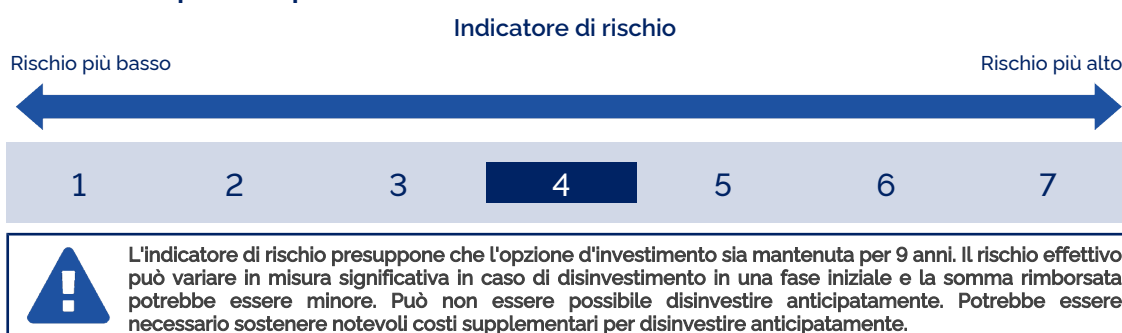 Indicatore di rischio
Rischio più basso
Rischio più alto
1 2 3 4 5 6 7
L'indicatore di rischio presuppone che l'opzione d'investimento sia mantenuta per 9 anni. Il rischio effettivo
può variare in misura significativa in caso di disinvestimento in una fase iniziale e la somma rimborsata
potrebbe essere minore. Può non essere possibile disinvestire anticipatamente. Potrebbe essere
necessario sostenere notevoli costi supplementari per disinvestire anticipatamente.